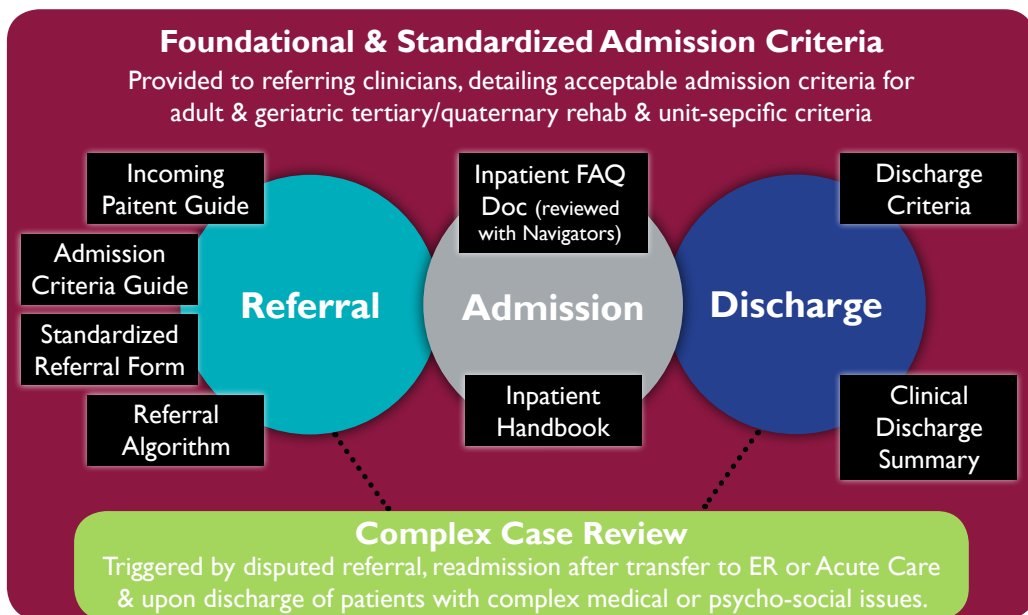 Foundational & Standardized Admission Criteria
Provided to referring clinicians, detailing acceptable admission criteria for
adult & geriatric tertiary/quaternary rehab & unit-sepcific criteria
Incoming
Paitent Guide
Admission
Criteria Guide
Standardized
Referral Form
Referral
Algorithm
Referral
Inpatient FAQ
Doc (reviewed
with Navigators)
Admission
Inpatient
Handbook
Discharge
Criteria
Discharge
Clinical
Discharge
Summary
Complex Case Review
Triggered by disputed referral, readmission after transfer to ER or Acute Care
& upon discharge of patients with complex medical or psycho-social issues.